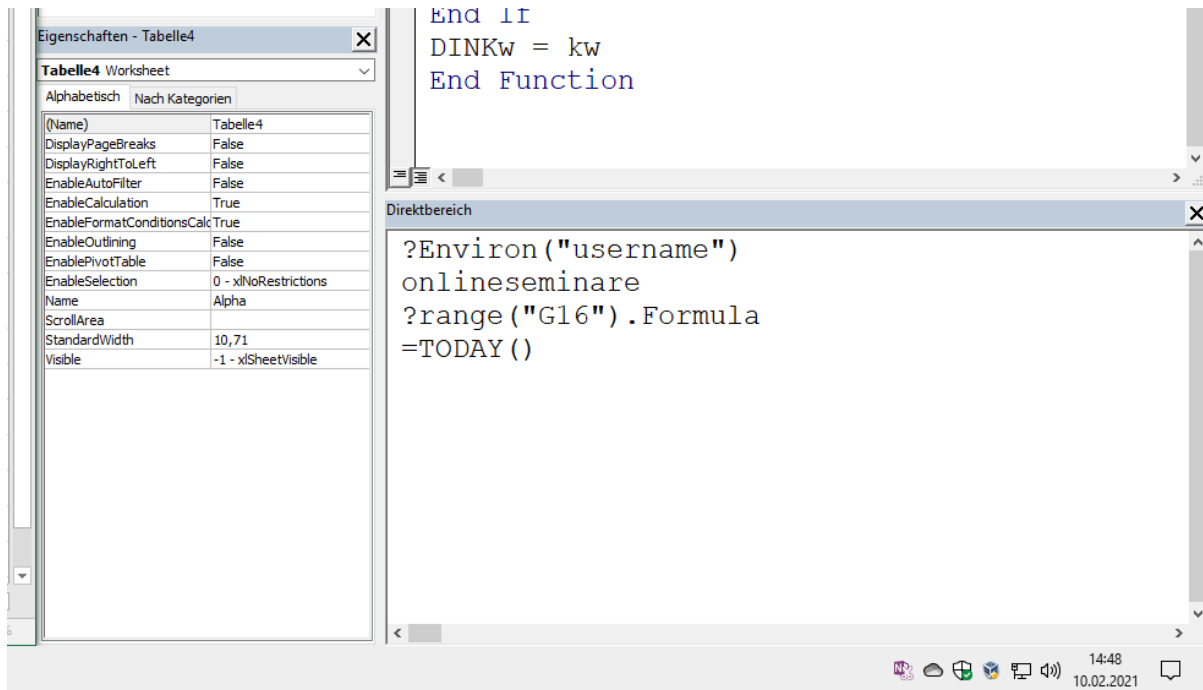 Eigenschaften - Tabelle4
Tabelle4 Worksheet
Alphabetisch Nach Kategorien
(Name) Tabelle4
DisplayPageBreaks False
DisplayRightToLeft False
EnableAutoFilter False
EnableCalculation True
EnableFormatConditionsCalc True
EnableOutlining False
EnablePivotTable False
EnableSelection 0 - xlNoRestrictions
Name Alpha
ScrollArea
StandardWidth 10,71
Visible -1 - xlSheetVisible
End If
DINKw = kw
End Function
Direktbereich
?Environ("username")
onlineseminare
?range("G16").Formula
=TODAY()
14:48
10.02.2021